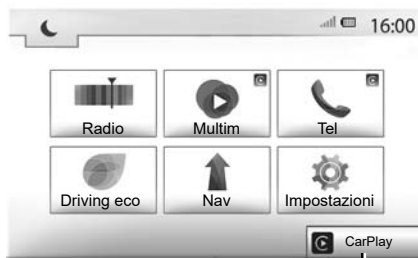 16:00
Radio
Multim
Tel
Driving eco
Nav
Impostazioni
CarPlay